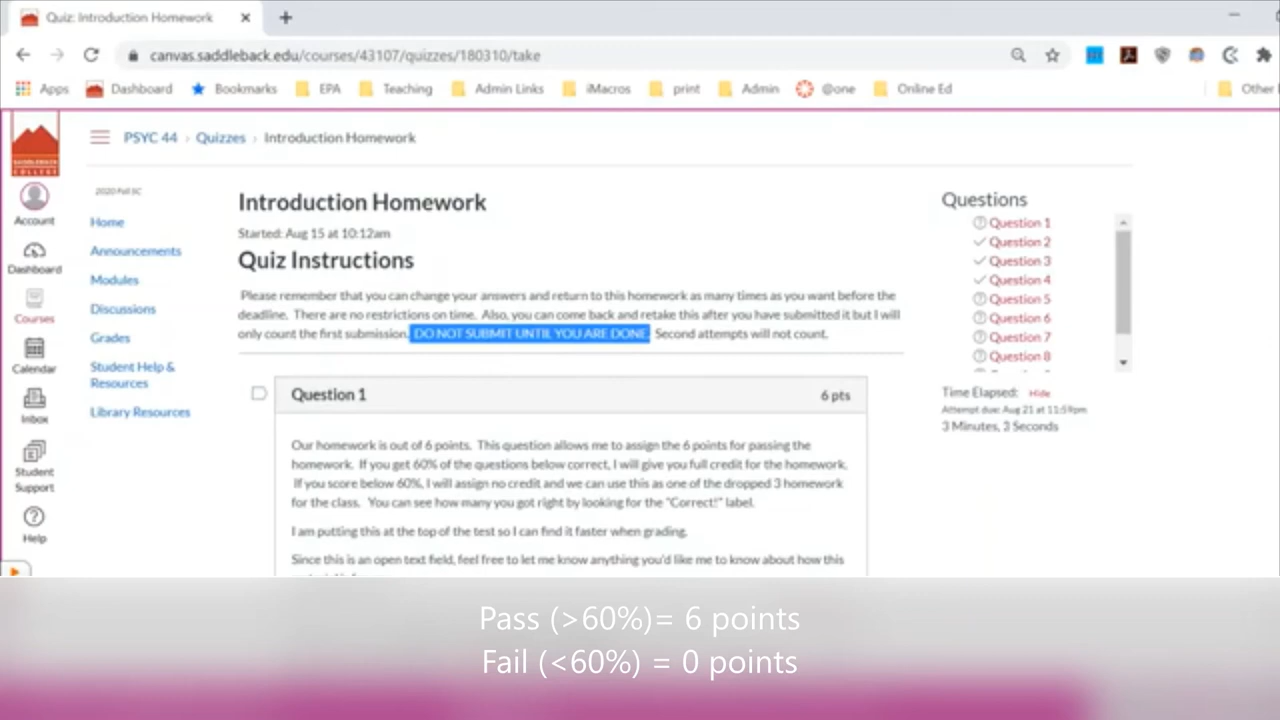 Quiz: Introduction Homework
canvas.saddleback.edu/courses/43107/quizzes/180310/take
Apps Dashboard Bookmarks EPA Teaching Admin Links iMacros print Admin @one Online Ed Other
SADDLEBACK
COLLEGE
PSYC 44 › Quizzes › Introduction Homework
Account
Dashboard
Courses
Calendar
Inbox
Student
Support
Help
2020 Fall SC
Home
Announcements
Modules
Discussions
Grades
Student Help &
Resources
Library Resources
Introduction Homework
Started: Aug 15 at 10:12am
Quiz Instructions
Please remember that you can change your answers and return to this homework as many times as you want before the
deadline. There are no restrictions on time. Also, you can come back and retake this after you have submitted it but I will
only count the first submission. DO NOT SUBMIT UNTIL YOU ARE DONE. Second attempts will not count.
Question 1 6 pts
Our homework is out of 6 points. This question allows me to assign the 6 points for passing the
homework. If you get 60% of the questions below correct, I will give you full credit for the homework.
If you score below 60%, I will assign no credit and we can use this as one of the dropped 3 homework
for the class. You can see how many you got right by looking for the "Correct!" label.
I am putting this at the top of the test so I can find it faster when grading.
Since this is an open text field, feel free to let me know anything you'd like me to know about how this
Questions
Question 1
Question 2
Question 3
Question 4
Question 5
Question 6
Question 7
Question 8
Time Elapsed: Hide
Attempt due: Aug 21 at 11:59pm
3 Minutes, 3 Seconds
Pass (>60%)= 6 points
Fail (<60%) = 0 points